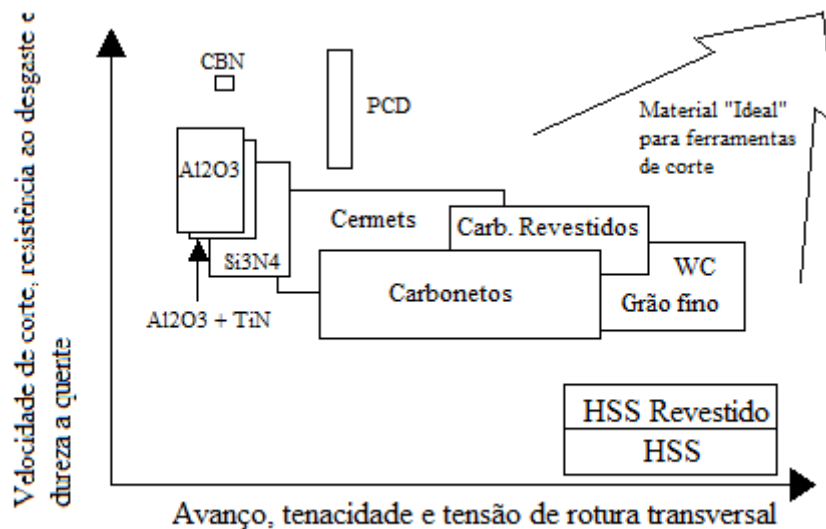 Velocidade de corte, resistência ao desgaste e
dureza a quente
CBN
PCD
Material "Ideal"
para ferramentas
de corte
Al2O3
Cermets
Carb. Revestidos
Si3N4
WC
Carbonetos
Grão fino
Al2O3 + TiN
HSS Revestido
HSS
Avanço, tenacidade e tensão de rotura transversal